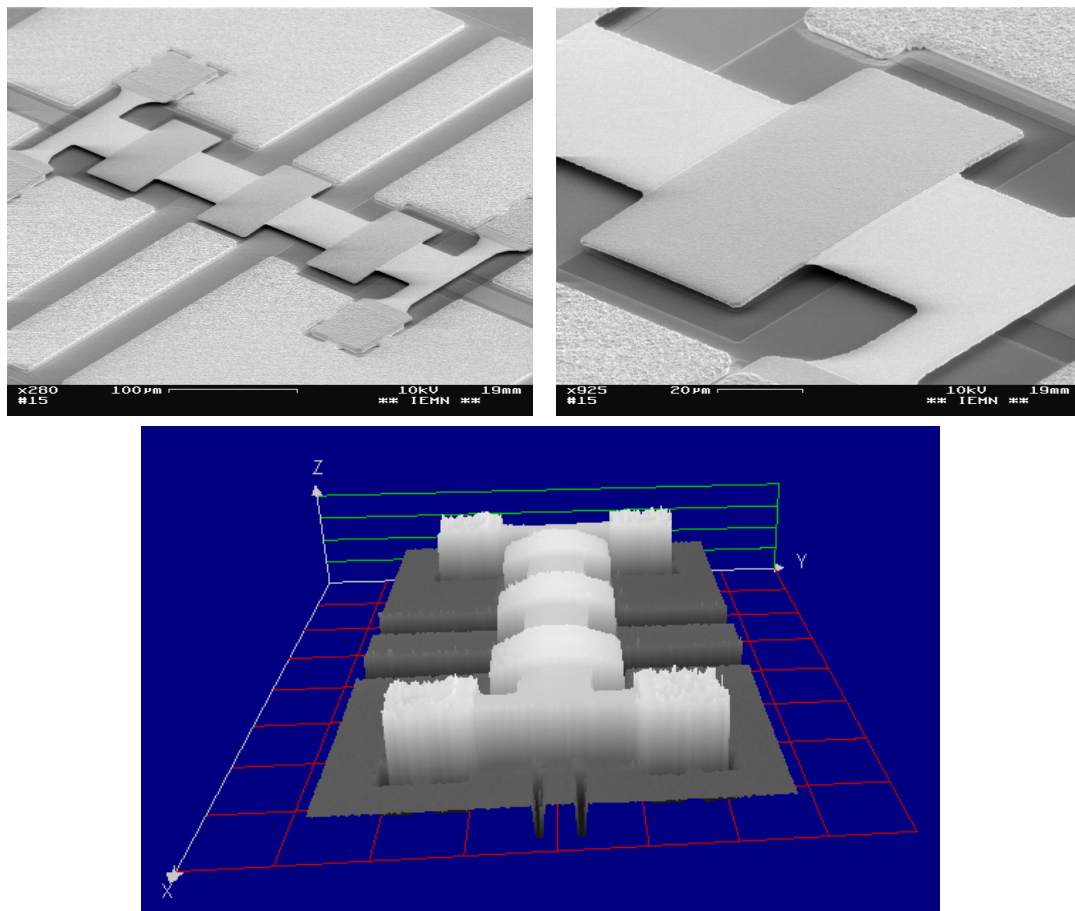 x280 100µm 10kV 19mm
#15 ** IEMN **
x925 20µm 10kV 19mm
#15 ** IEMN **
Z
Y
X